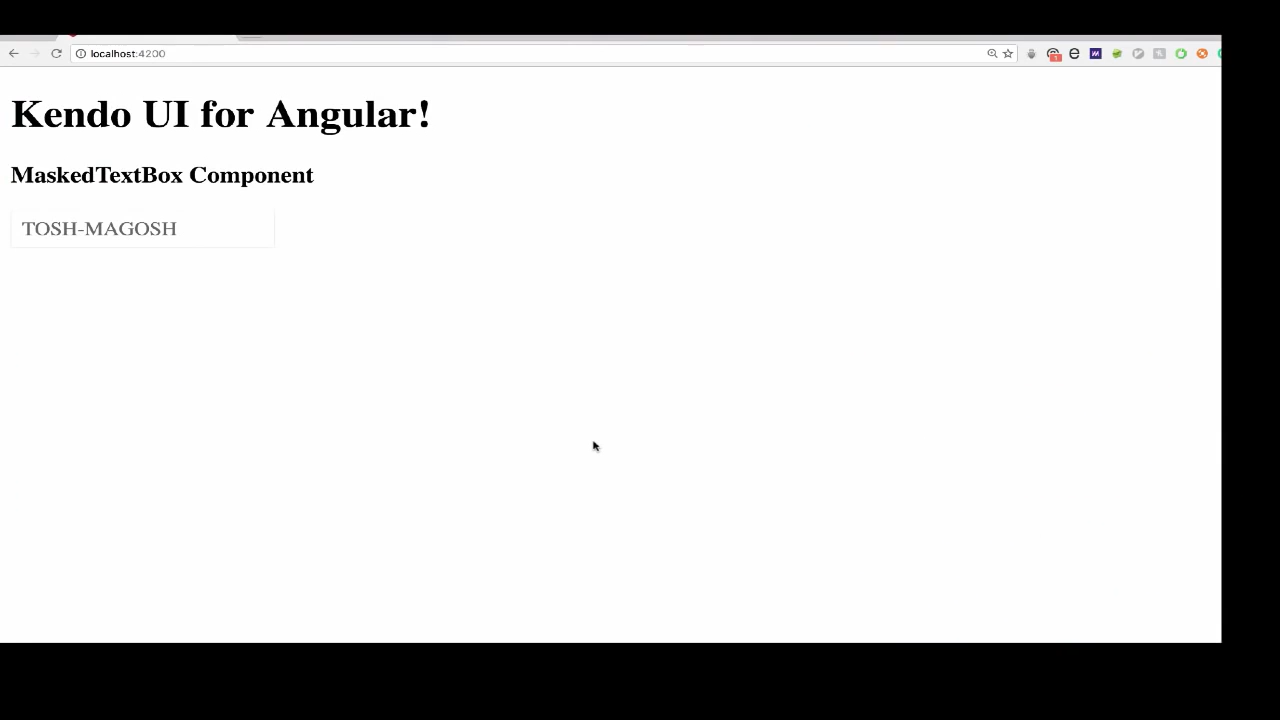 localhost:4200
Kendo UI for Angular!
MaskedTextBox Component
TOSH-MAGOSH